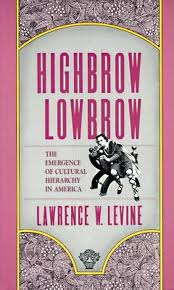 HIGHBROW
LOWBROW
THE
EMERGENCE OF
CULTURAL
HIERARCHY IN
AMERICA
LAWRENCE W. LEVINE